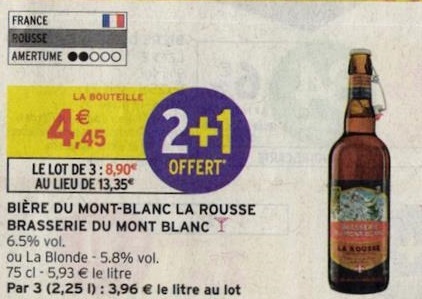 FRANCE
ROUSSE
AMERTUME
LA BOUTEILLE
4€,45
2+1
OFFERT*
LE LOT DE 3 : 8,90€
AU LIEU DE 13,35€
BIÈRE DU MONT-BLANC LA ROUSSE
BRASSERIE DU MONT BLANC
6.5% vol.
ou La Blonde - 5.8% vol.
75 cl - 5,93 € le litre
Par 3 (2,25 l) : 3,96 € le litre au lot
LA ROUSSE